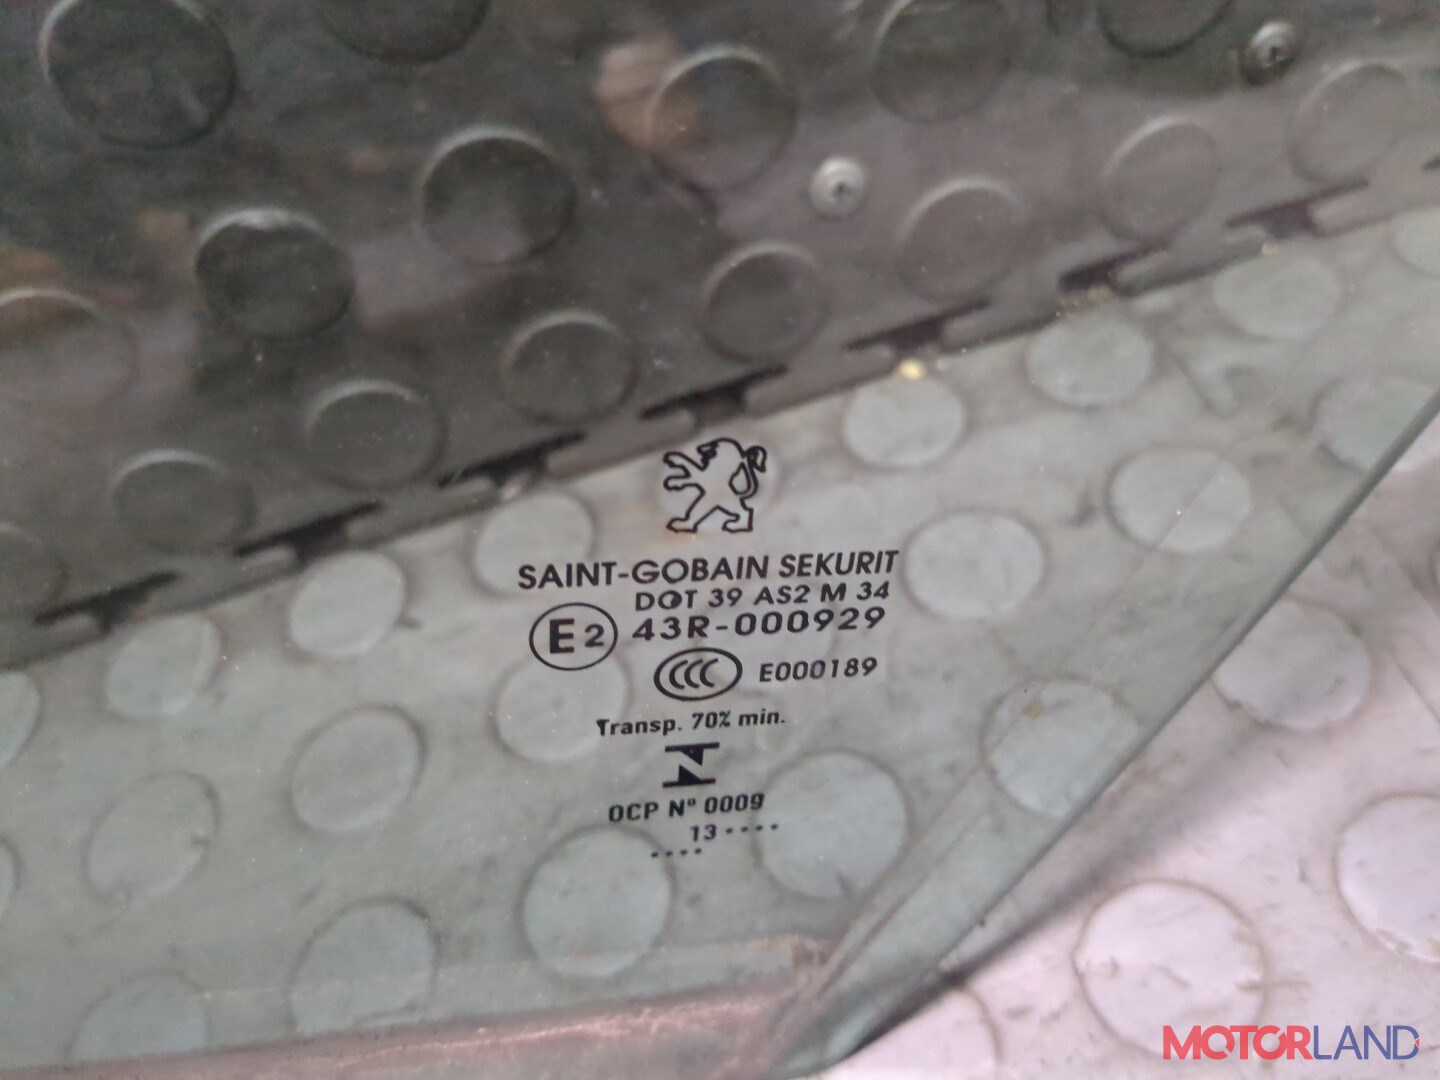 SAINT-GOBAIN SEKURIT
DOT 39 AS2 M 34
E2 43R-000929
CCC E000189
Transp. 70% min.
OCP Nº 0009
13 ····
····
MOTORLAND